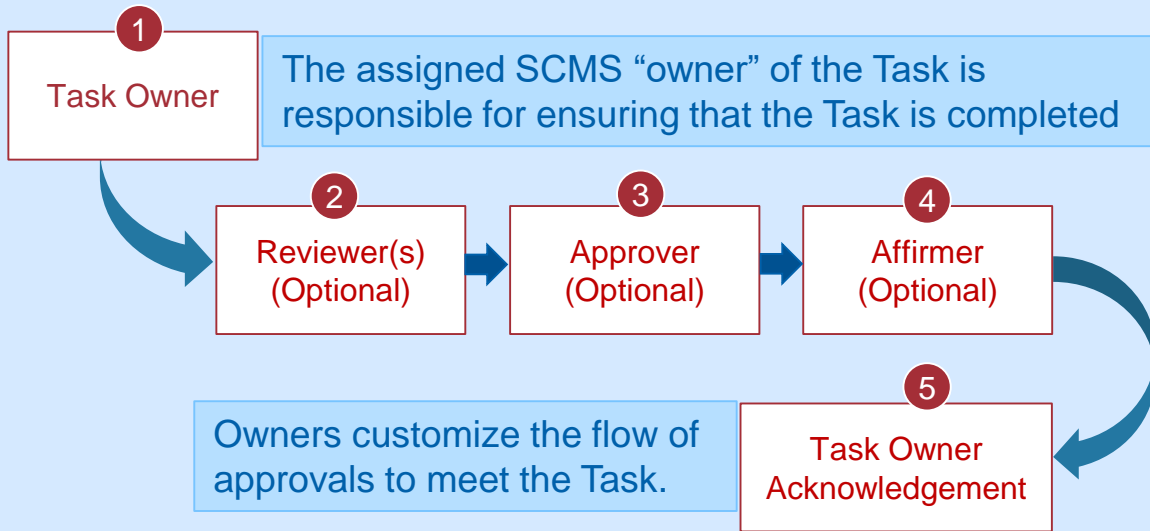 1
Task Owner
The assigned SCMS “owner” of the Task is
responsible for ensuring that the Task is completed
2
Reviewer(s)
(Optional)
3
Approver
(Optional)
4
Affirmer
(Optional)
5
Task Owner
Acknowledgement
Owners customize the flow of
approvals to meet the Task.